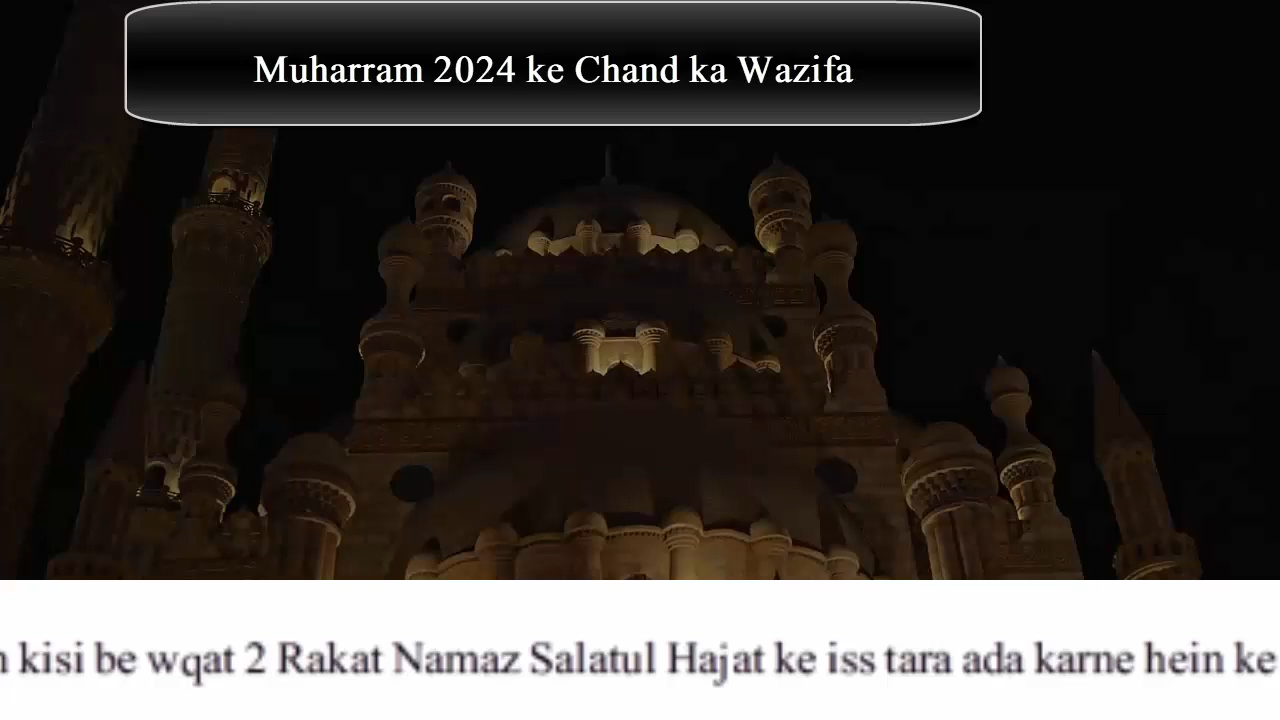 Muharram 2024 ke Chand ka Wazifa
kisi be wqat 2 Rakat Namaz Salatul Hajat ke iss tara ada karne hein ke